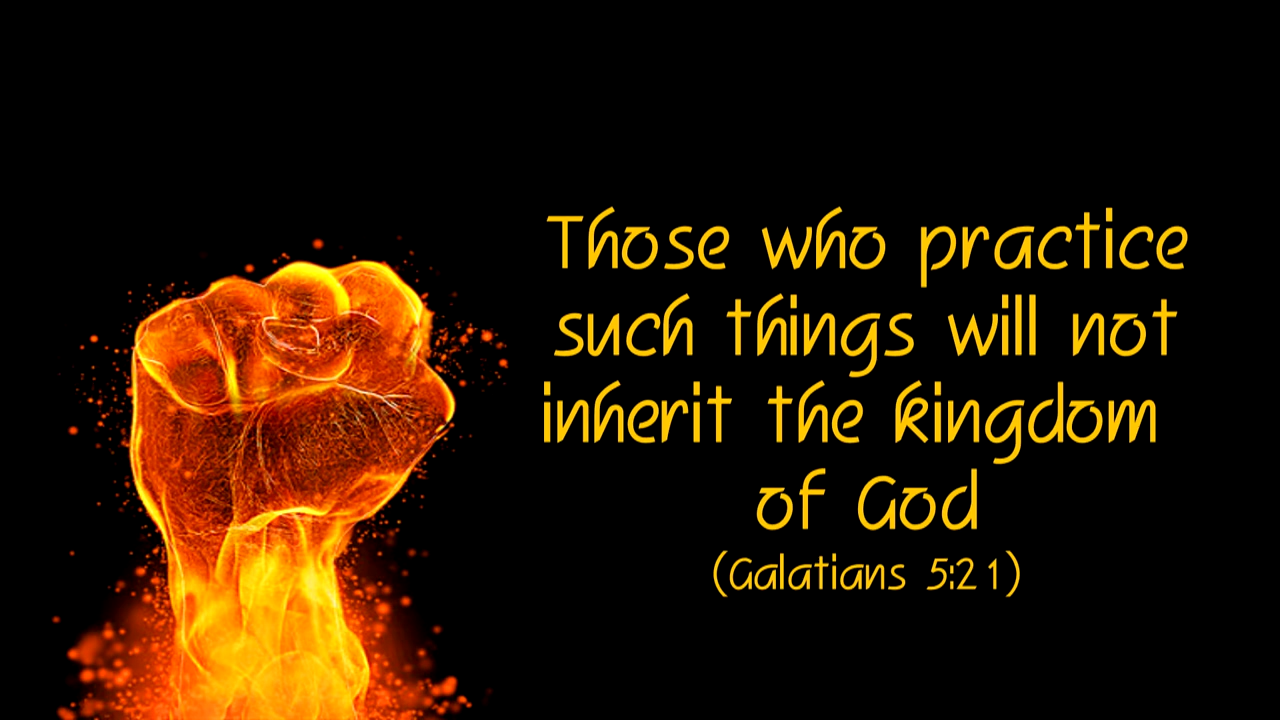 Those who practice
such things will not
inherit the kingdom
of God
(Galatians 5:21)